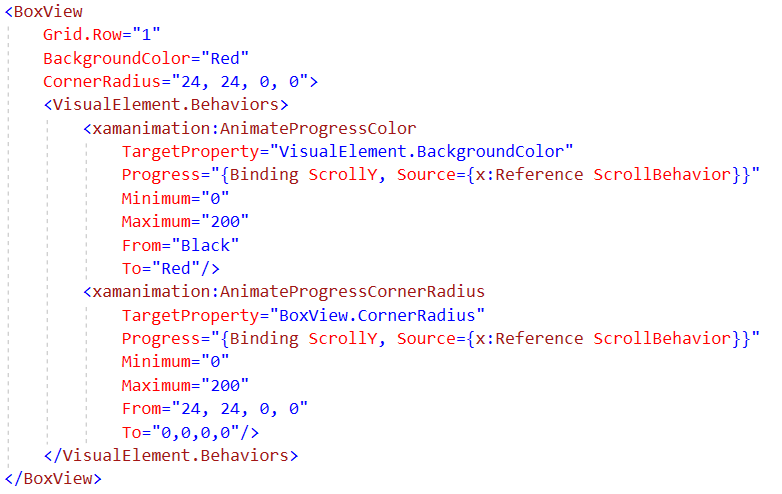 <BoxView
    Grid.Row="1"
    BackgroundColor="Red"
    CornerRadius="24, 24, 0, 0">
    <VisualElement.Behaviors>
        <xamanimation:AnimateProgressColor
            TargetProperty="VisualElement.BackgroundColor"
            Progress="{Binding ScrollY, Source={x:Reference ScrollBehavior}}"
            Minimum="0"
            Maximum="200"
            From="Black"
            To="Red"/>
        <xamanimation:AnimateProgressCornerRadius
            TargetProperty="BoxView.CornerRadius"
            Progress="{Binding ScrollY, Source={x:Reference ScrollBehavior}}"
            Minimum="0"
            Maximum="200"
            From="24, 24, 0, 0"
            To="0,0,0,0"/>
    </VisualElement.Behaviors>
</BoxView>